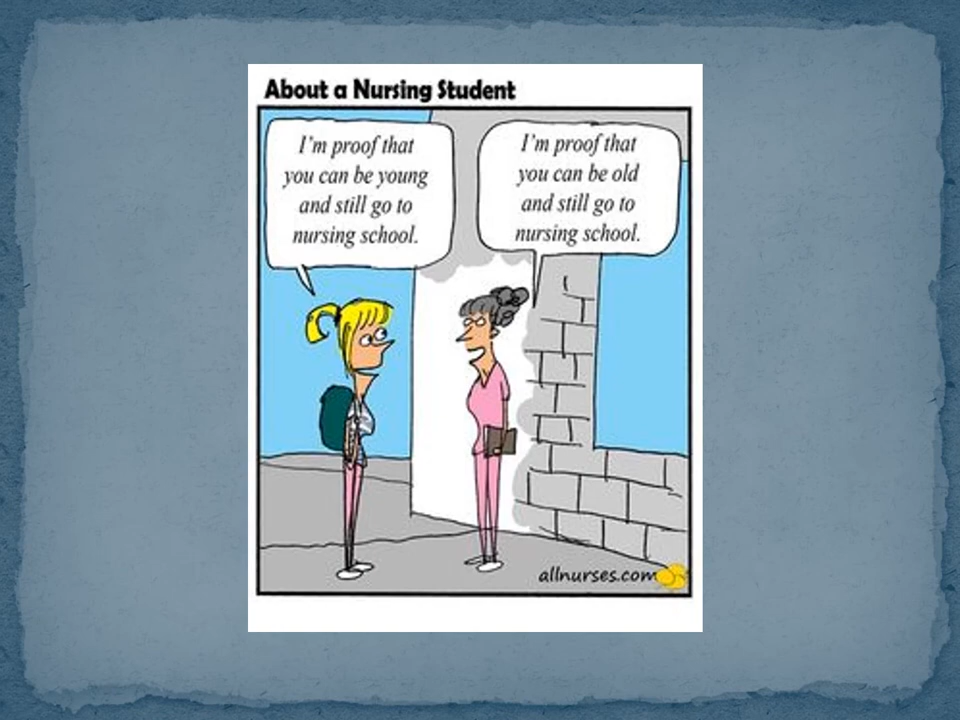 About a Nursing Student
I'm proof that
you can be young
and still go to
nursing school.
I'm proof that
you can be old
and still go to
nursing school.
allnurses.com